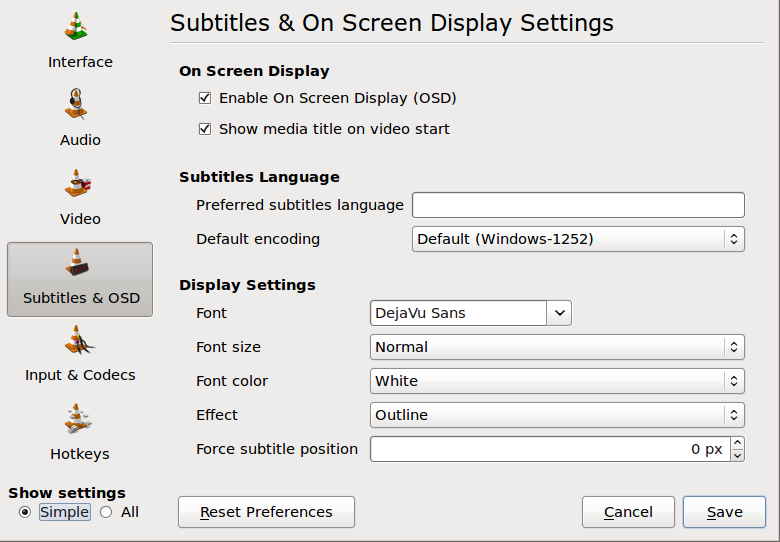 Subtitles & On Screen Display Settings
Interface
Audio
Video
Subtitles & OSD
Input & Codecs
Hotkeys
Show settings
Simple All
On Screen Display
Enable On Screen Display (OSD)
Show media title on video start
Subtitles Language
Preferred subtitles language
Default encoding Default (Windows-1252)
Display Settings
Font DejaVu Sans
Font size Normal
Font color White
Effect Outline
Force subtitle position 0 px
Reset Preferences Cancel Save